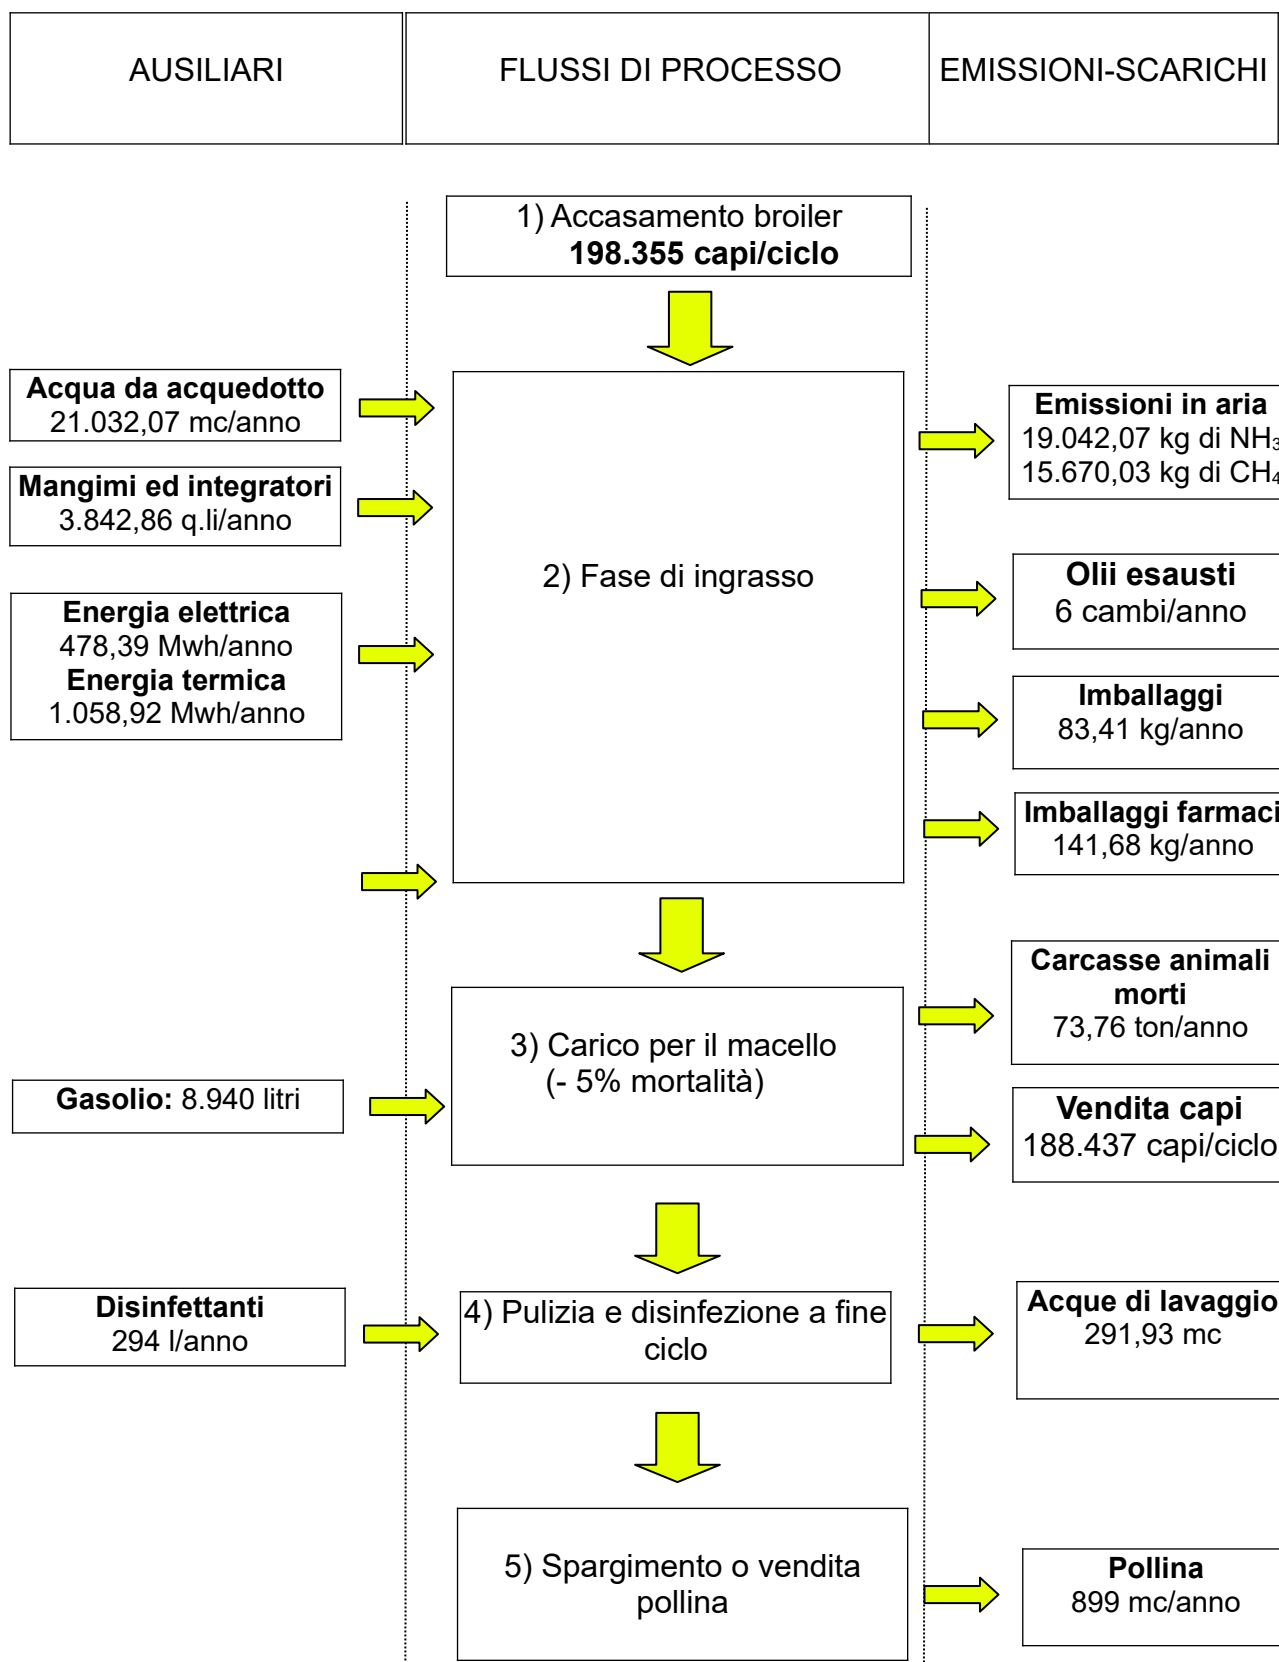 AUSILIARI
FLUSSI DI PROCESSO
EMISSIONI-SCARICHI
1) Accasamento broiler
198.355 capi/ciclo
Acqua da acquedotto
21.032,07 mc/anno
Mangimi ed integratori
3.842,86 q.li/anno
Energia elettrica
478,39 Mwh/anno
Energia termica
1.058,92 Mwh/anno
2) Fase di ingrasso
Emissioni in aria
19.042,07 kg di NH₃
15.670,03 kg di CH₄
Olii esausti
6 cambi/anno
Imballaggi
83,41 kg/anno
Imballaggi farmaci
141,68 kg/anno
Gasolio: 8.940 litri
3) Carico per il macello
(- 5% mortalità)
Carcasse animali
morti
73,76 ton/anno
Vendita capi
188.437 capi/ciclo
Disinfettanti
294 l/anno
4) Pulizia e disinfezione a fine
ciclo
Acque di lavaggio
291,93 mc
5) Spargimento o vendita
pollina
Pollina
899 mc/anno